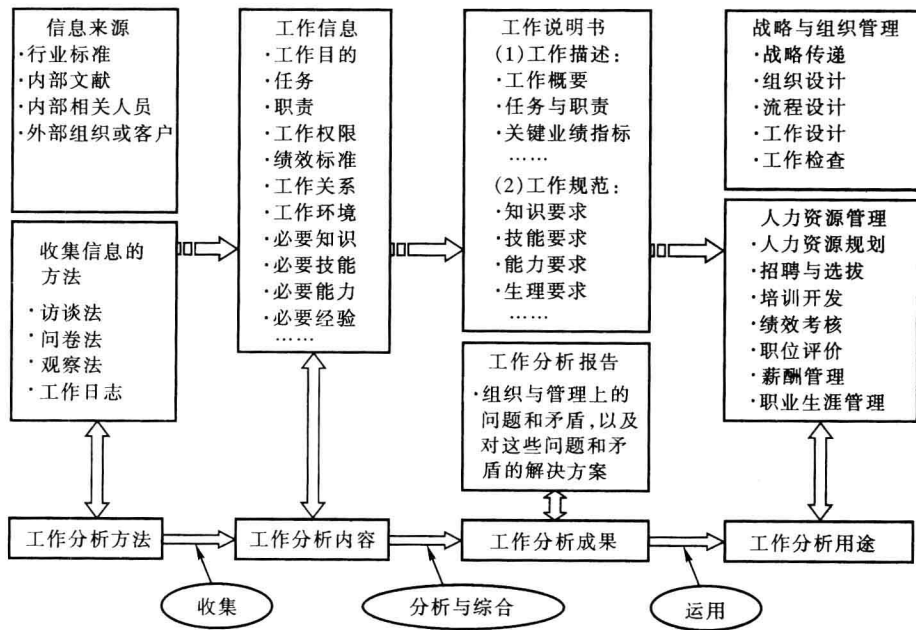 信息来源
·行业标准
·内部文献
·内部相关人员
·外部组织或客户
收集信息的
方法
·访谈法
·问卷法
·观察法
·工作日志
工作信息
·工作目的
·任务
·职责
·工作权限
·绩效标准
·工作关系
·工作环境
·必要知识
·必要技能
·必要能力
·必要经验
……
工作说明书
(1)工作描述：
·工作概要
·任务与职责
·关键业绩指标
……
(2)工作规范：
·知识要求
·技能要求
·能力要求
·生理要求
……
工作分析报告
·组织与管理上的
问题和矛盾,以及
对这些问题和矛
盾的解决方案
战略与组织管理
·战略传递
·组织设计
·流程设计
·工作设计
·工作检查
人力资源管理
·人力资源规划
·招聘与选拔
·培训开发
·绩效考核
·职位评价
·薪酬管理
·职业生涯管理
工作分析方法
工作分析内容
工作分析成果
工作分析用途
收集
分析与综合
运用